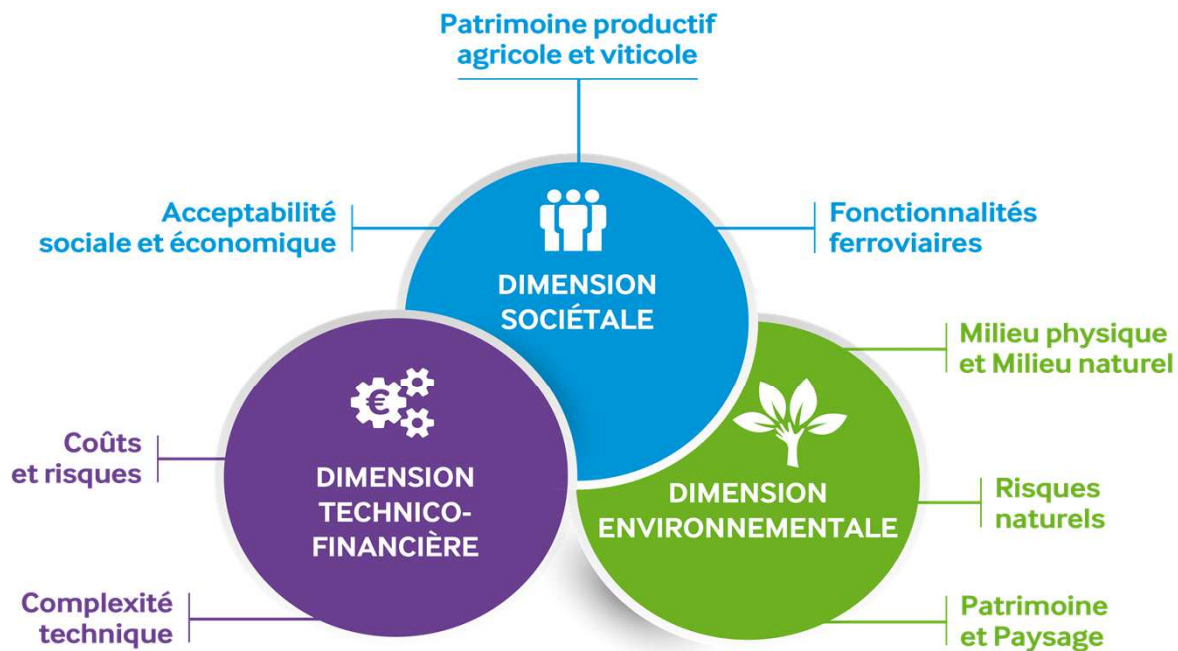 Patrimoine productif
agricole et viticole
Acceptabilité
sociale et économique
Fonctionnalités
ferroviaires
DIMENSION
SOCIÉTALE
Milieu physique
et Milieu naturel
€
Coûts
et risques
DIMENSION
TECHNICO-
FINANCIÈRE
DIMENSION
ENVIRONNEMENTALE
Risques
naturels
Complexité
technique
Patrimoine
et Paysage